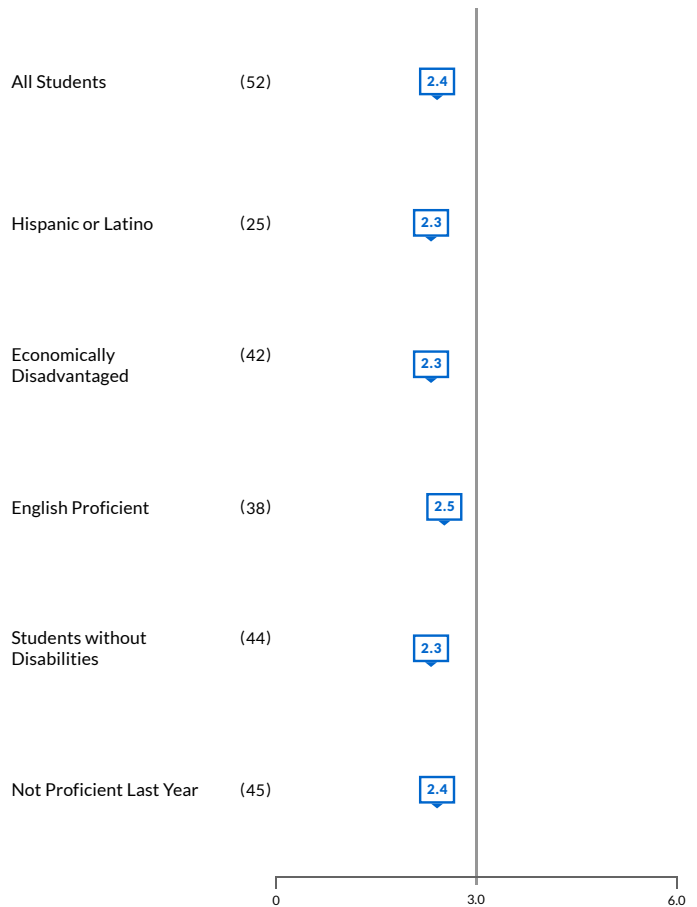 All Students (52) 2.4
Hispanic or Latino (25) 2.3
Economically (42) 2.3
Disadvantaged
English Proficient (38) 2.5
Students without (44) 2.3
Disabilities
Not Proficient Last Year (45) 2.4
0 3.0 6.0